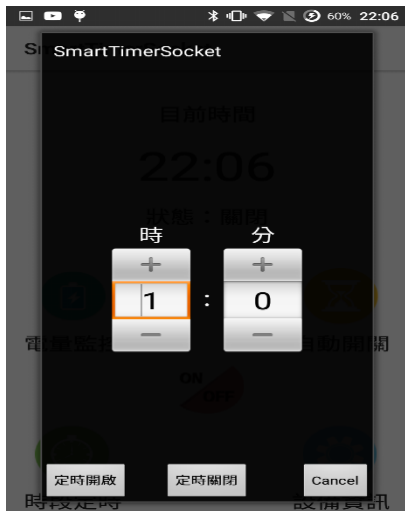 60% 22:06
SmartTimerSocket
目前時間
22:06
狀態：關閉
時 分
+ +
1 : 0
− −
電量監控 自動開關
ON
OFF
定時開啟 定時關閉 Cancel
時段定時 設備資訊